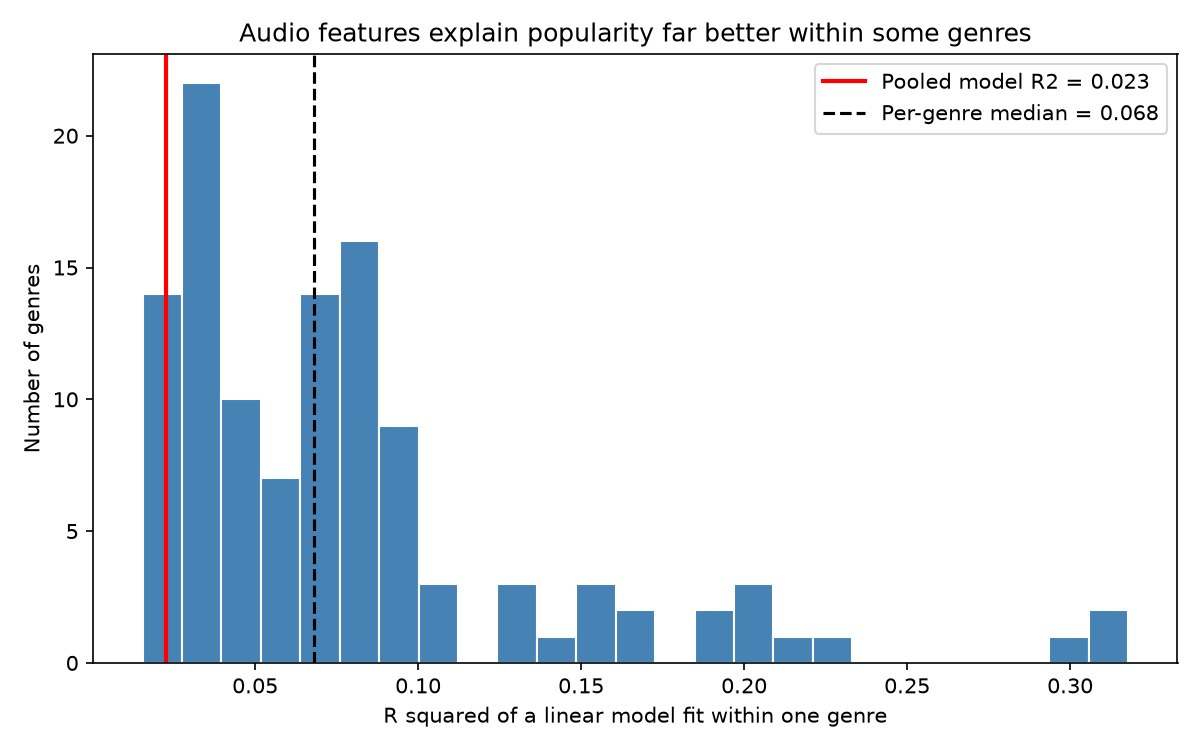 Audio features explain popularity far better within some genres
Pooled model R2 = 0.023
Per-genre median = 0.068
Number of genres
20
15
10
5
0
0.05 0.10 0.15 0.20 0.25 0.30
R squared of a linear model fit within one genre